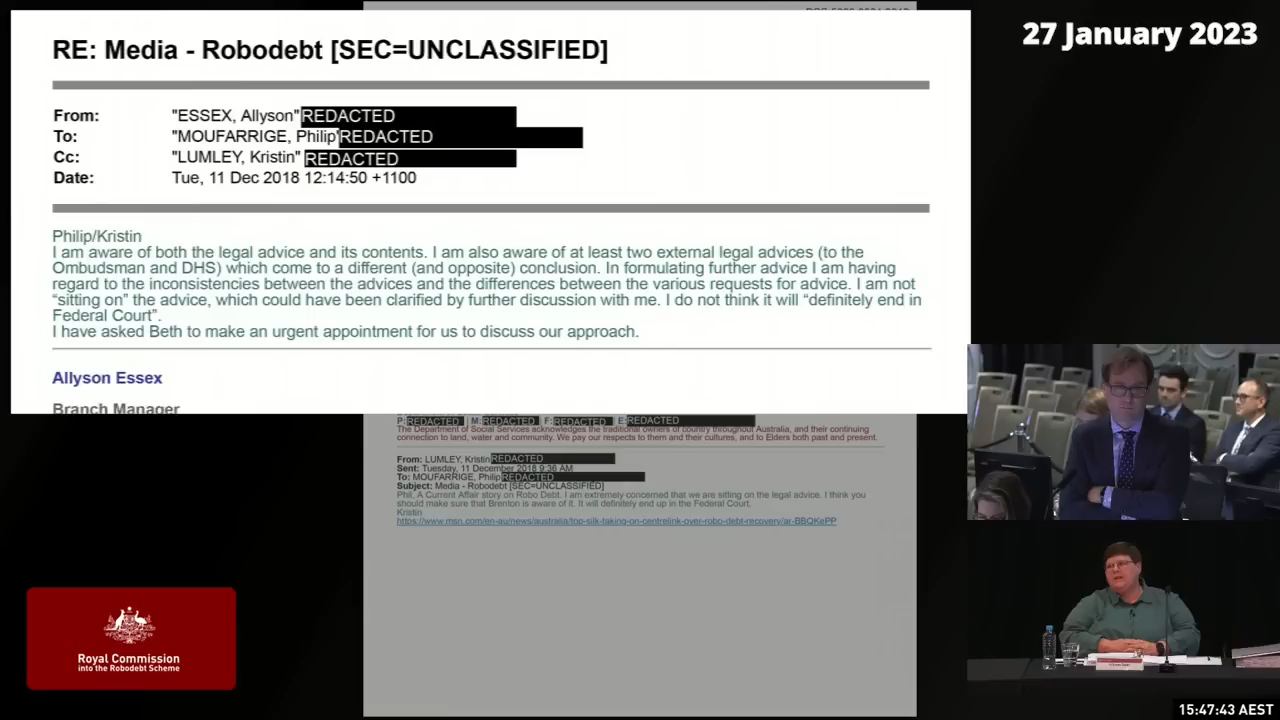 27 January 2023
RE: Media - Robodebt [SEC=UNCLASSIFIED]
From: "ESSEX, Allyson" REDACTED
To: "MOUFARRIGE, Philip REDACTED
Cc: "LUMLEY, Kristin" REDACTED
Date: Tue, 11 Dec 2018 12:14:50 +1100
Philip/Kristin
I am aware of both the legal advice and its contents. I am also aware of at least two external legal advices (to the
Ombudsman and DHS) which come to a different (and opposite) conclusion. In formulating further advice I am having
regard to the inconsistencies between the advices and the differences between the various requests for advice. I am not
“sitting on” the advice, which could have been clarified by further discussion with me. I do not think it will “definitely end in
Federal Court”.
I have asked Beth to make an urgent appointment for us to discuss our approach.
Allyson Essex
Branch Manager
P: REDACTED | M: REDACTED | F: REDACTED | E: REDACTED
The Department of Social Services acknowledges the traditional owners of country throughout Australia, and their continuing
connection to land, water and community. We pay our respects to them and their cultures, and to Elders both past and present.
From: LUMLEY, Kristin REDACTED
Sent: Tuesday, 11 December 2018 9:36 AM
To: MOUFARRIGE, Philip REDACTED
Subject: Media - Robodebt [SEC=UNCLASSIFIED]
Phil, A Current Affair story on Robo Debt. I am extremely concerned that we are sitting on the legal advice. I think you
should make sure that Brenton is aware of it. It will definitely end up in the Federal Court.
Kristin
https://www.msn.com/en-au/news/australia/top-silk-taking-on-centrelink-over-robo-debt-recovery/ar-BBQKePP
Royal Commission
into the Robodebt Scheme
15:47:43 AEST